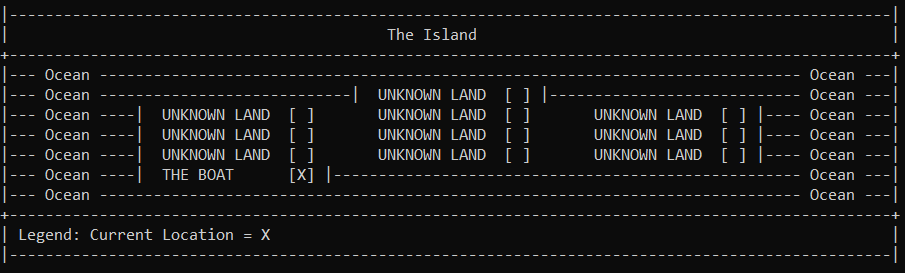 |--------------------------------------------------------------------------------------------------|
|                                          The Island                                              |
+--------------------------------------------------------------------------------------------------+
|--- Ocean ------------------------------------------------------------------------------ Ocean ---|
|--- Ocean ----------------------------|  UNKNOWN LAND  [ ] |---------------------------- Ocean ---|
|--- Ocean ----|  UNKNOWN LAND  [ ]       UNKNOWN LAND  [ ]       UNKNOWN LAND  [ ] |---- Ocean ---|
|--- Ocean ----|  UNKNOWN LAND  [ ]       UNKNOWN LAND  [ ]       UNKNOWN LAND  [ ] |---- Ocean ---|
|--- Ocean ----|  UNKNOWN LAND  [ ]       UNKNOWN LAND  [ ]       UNKNOWN LAND  [ ] |---- Ocean ---|
|--- Ocean ----|  THE BOAT      [X] |---------------------------------------------------- Ocean ---|
|--- Ocean ------------------------------------------------------------------------------ Ocean ---|
+--------------------------------------------------------------------------------------------------+
| Legend: Current Location = X                                                                     |
|--------------------------------------------------------------------------------------------------|